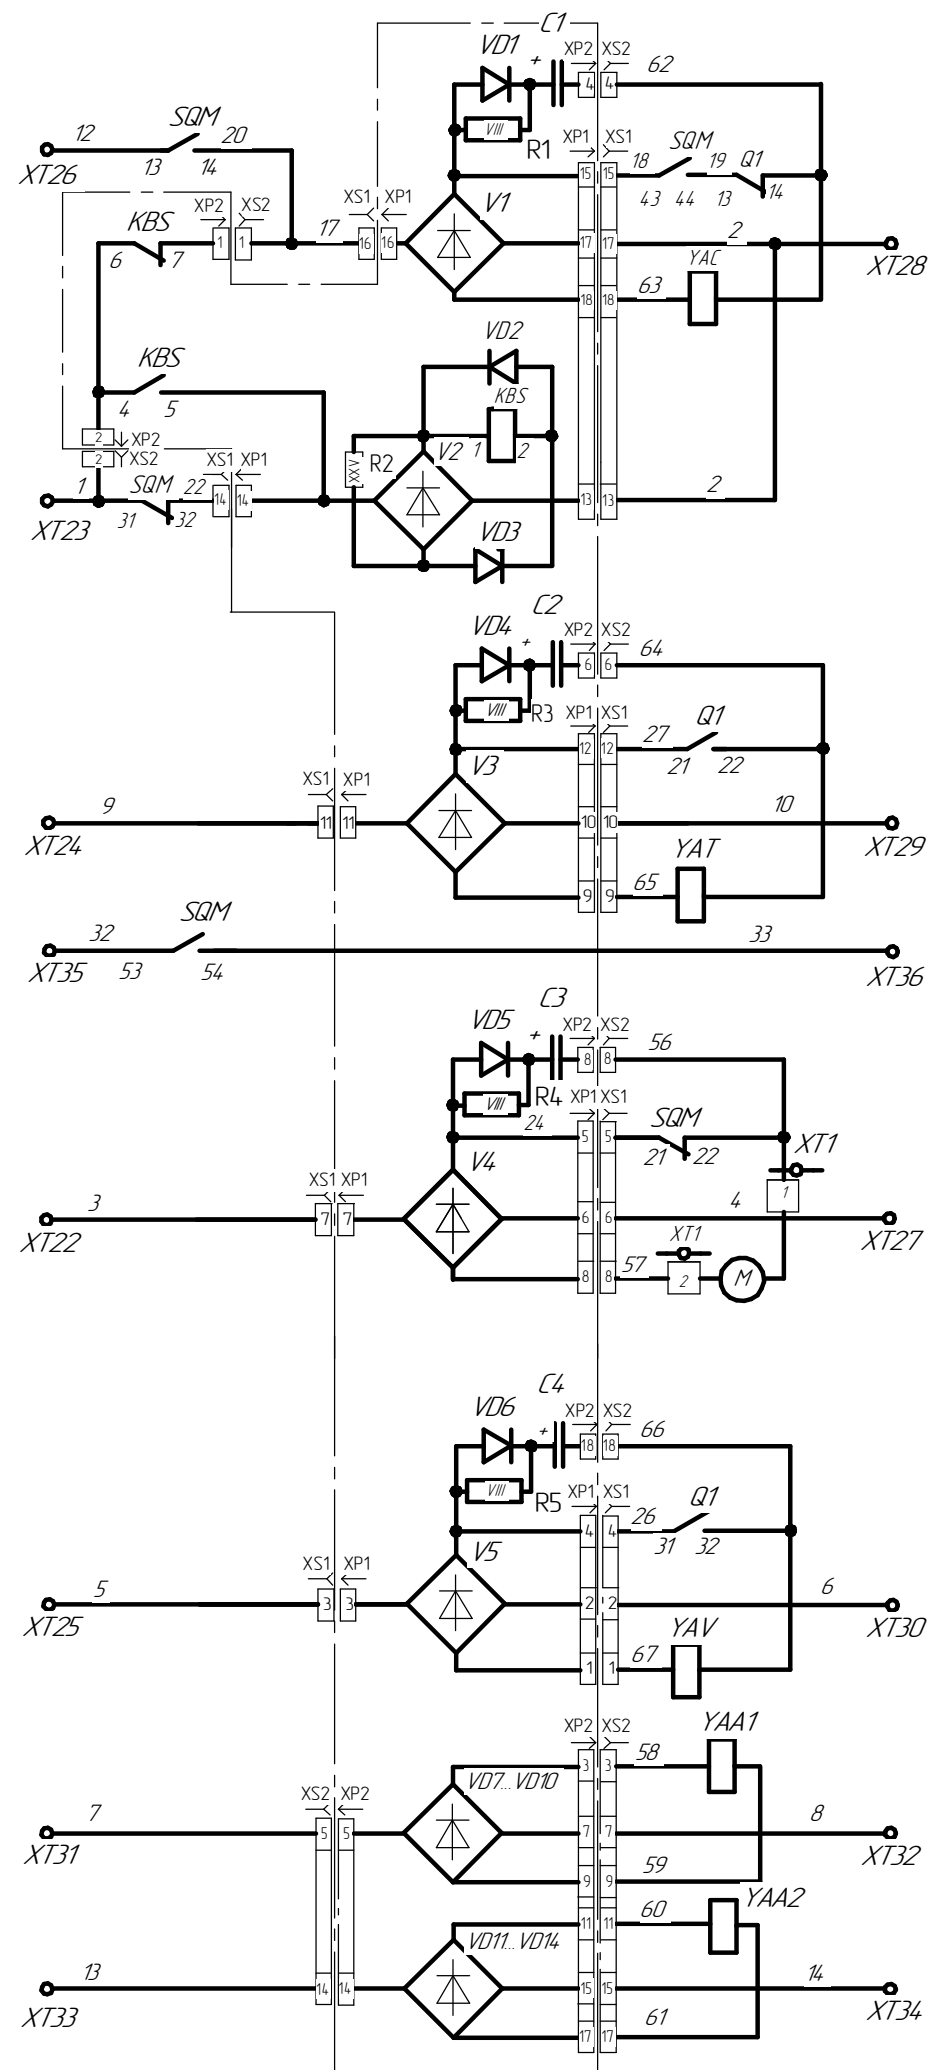 C1
VD1
+
XP2
XS2
62
4
4
SQM
12
20
VIII
R1
13
14
XT26
XP1
XS1
SQM
15
15
18
19
Q1
43
44
13
14
XP2
XS2
XS1
XP1
V1
KBS
17
2
1
1
16
16
17
17
6
7
XT28
YAC
63
18
18
VD2
KBS
KBS
4
5
1
2
2
XP2
XS2
2
XS1
XP1
XXV
R2
V2
1
SQM
22
14
14
2
13
13
31
32
XT23
VD3
C2
VD4
+
XP2
XS2
64
6
6
VIII
R3
XP1
XS1
Q1
27
12
12
21
22
V3
XS1
XP1
9
10
11
11
10
10
XT24
XT29
YAT
65
9
9
SQM
32
33
XT35
53
54
XT36
C3
VD5
+
XP2
XS2
56
8
8
VIII
R4
XP1
XS1
24
SQM
5
5
21
22
XT1
V4
XS1
XP1
1
3
4
7
7
6
6
XT22
XT27
XT1
57
8
8
2
M
C4
VD6
+
XP2
XS2
66
18
18
VIII
R5
XP1
XS1
Q1
26
4
4
31
32
V5
XS1
XP1
5
6
3
3
2
2
XT25
XT30
YAV
67
1
1
YAA1
XP2
XS2
58
3
3
VD7...VD10
XS2
XP2
7
8
5
5
7
7
XT31
XT32
59
9
9
YAA2
60
11
11
VD11...VD14
13
14
14
14
15
15
XT33
XT34
61
17
17